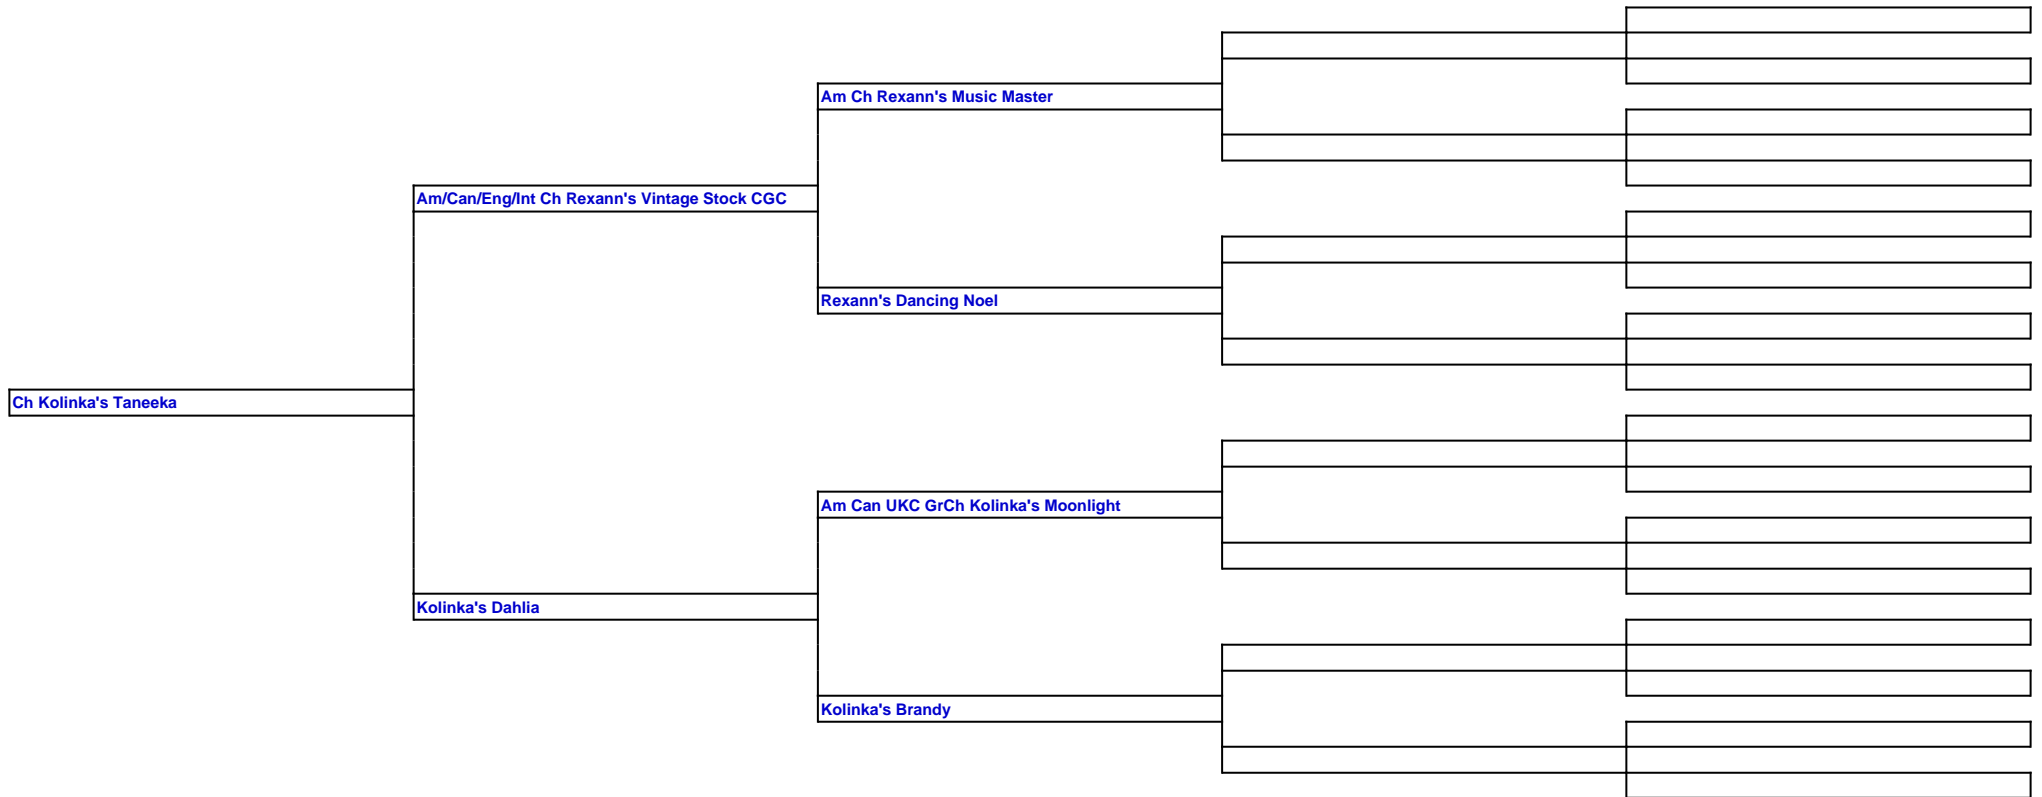 Am Ch Rexann's Music Master
Am/Can/Eng/Int Ch Rexann's Vintage Stock CGC
Rexann's Dancing Noel
Ch Kolinka's Taneeka
Am Can UKC GrCh Kolinka's Moonlight
Kolinka's Dahlia
Kolinka's Brandy